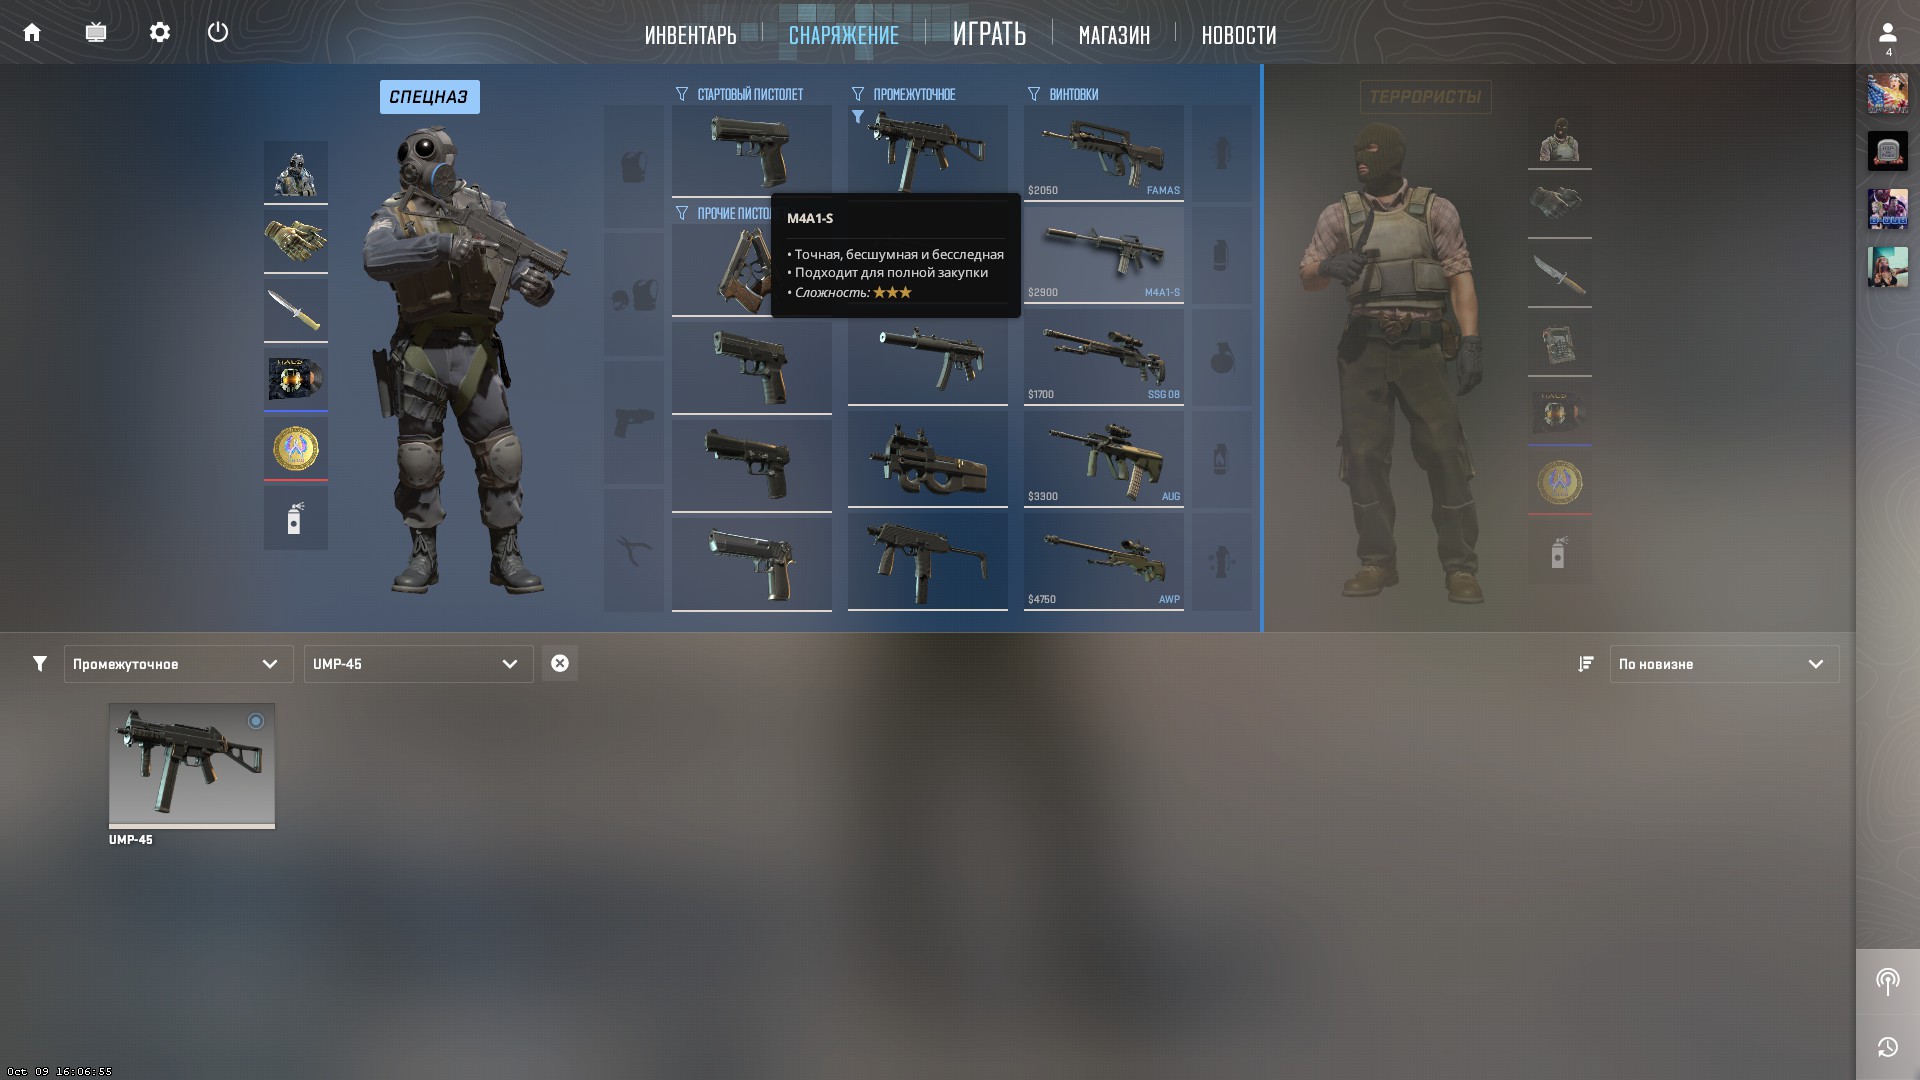 ИНВЕНТАРЬ
СНАРЯЖЕНИЕ
ИГРАТЬ
МАГАЗИН
НОВОСТИ
4
СПЕЦНАЗ
СТАРТОВЫЙ ПИСТОЛЕТ
ПРОМЕЖУТОЧНОЕ
ВИНТОВКИ
ТЕРРОРИСТЫ
$2050 FAMAS
ПРОЧИЕ ПИСТОЛ
M4A1-S
• Точная, бесшумная и бесследная
• Подходит для полной закупки
• Сложность: ★★★
$2900 M4A1-S
$1700 SSG 08
$3300 AUG
$4750 AWP
HALO
HALO
Промежуточное
UMP-45
По новизне
UMP-45
Oct 09 16:06:55